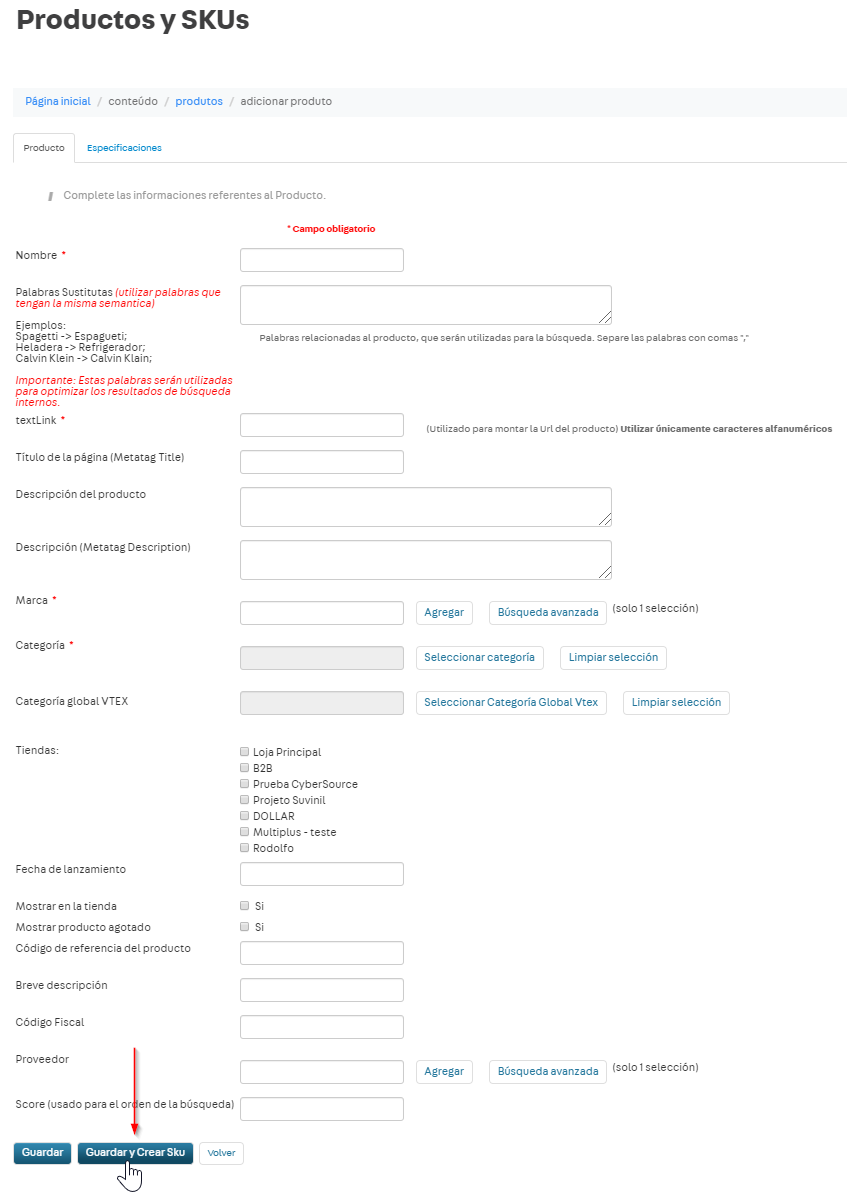 Productos y SKUs
Página inicial / conteúdo / produtos / adicionar produto
Producto Especificaciones
Complete las informaciones referentes al Producto.
* Campo obligatorio
Nombre *
Palabras Sustitutas (utilizar palabras que
tengan la misma semantica)
Ejemplos:
Spagetti -> Espagueti;
Heladera -> Refrigerador;
Calvin Klein -> Calvin Klain;
Palabras relacionadas al producto, que serán utilizadas para la búsqueda. Separe las palabras con comas ","
Importante: Estas palabras serán utilizadas
para optimizar los resultados de búsqueda
internos.
textLink *
(Utilizado para montar la Url del producto) Utilizar únicamente caracteres alfanuméricos
Título de la página (Metatag Title)
Descripción del producto
Descripción (Metatag Description)
Marca *
Agregar Búsqueda avanzada (solo 1 selección)
Categoría *
Seleccionar categoría Limpiar selección
Categoría global VTEX
Seleccionar Categoría Global Vtex Limpiar selección
Tiendas:
Loja Principal
B2B
Prueba CyberSource
Projeto Suvinil
DOLLAR
Multiplus - teste
Rodolfo
Fecha de lanzamiento
Mostrar en la tienda Si
Mostrar producto agotado Si
Código de referencia del producto
Breve descripción
Código Fiscal
Proveedor
Agregar Búsqueda avanzada (solo 1 selección)
Score (usado para el orden de la búsqueda)
Guardar Guardar y Crear Sku Volver